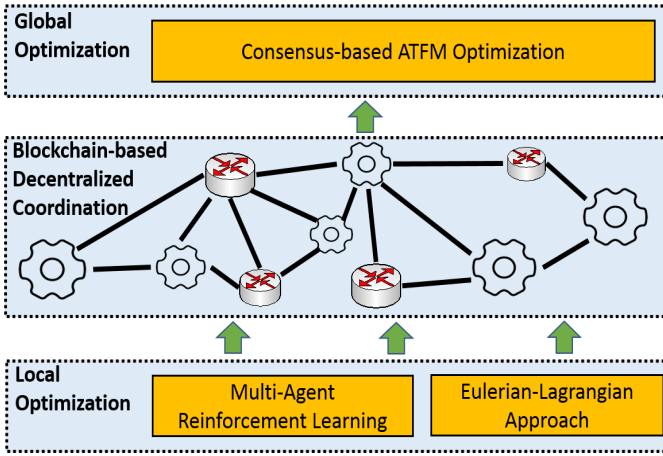 Global
Optimization
Consensus-based ATFM Optimization
Blockchain-based
Decentralized
Coordination
Local
Optimization
Multi-Agent
Reinforcement Learning
Eulerian-Lagrangian
Approach